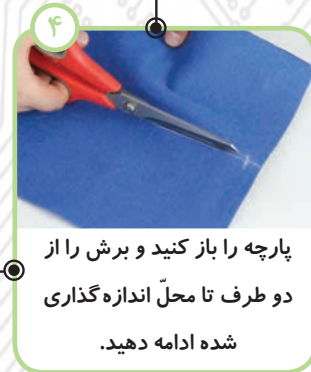 ۴
پارچه را باز کنید و برش را از
دو طرف تا محلّ اندازه‌گذاری
شده ادامه دهید.